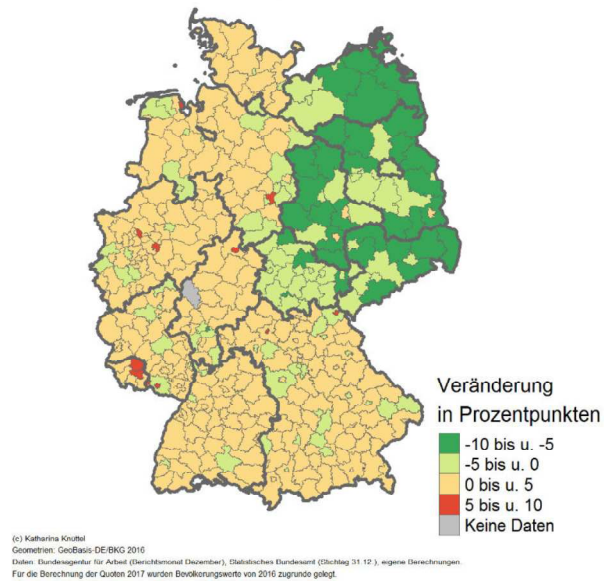 Veränderung
in Prozentpunkten
-10 bis u. -5
-5 bis u. 0
0 bis u. 5
5 bis u. 10
Keine Daten
(c) Katharina Knüttel
Geometrien: GeoBasis-DE/BKG 2016
Daten: Bundesagentur für Arbeit (Berichtsmonat Dezember), Statistisches Bundesamt (Stichtag 31.12.), eigene Berechnungen.
Für die Berechnung der Quoten 2017 wurden Bevölkerungswerte von 2016 zugrunde gelegt.